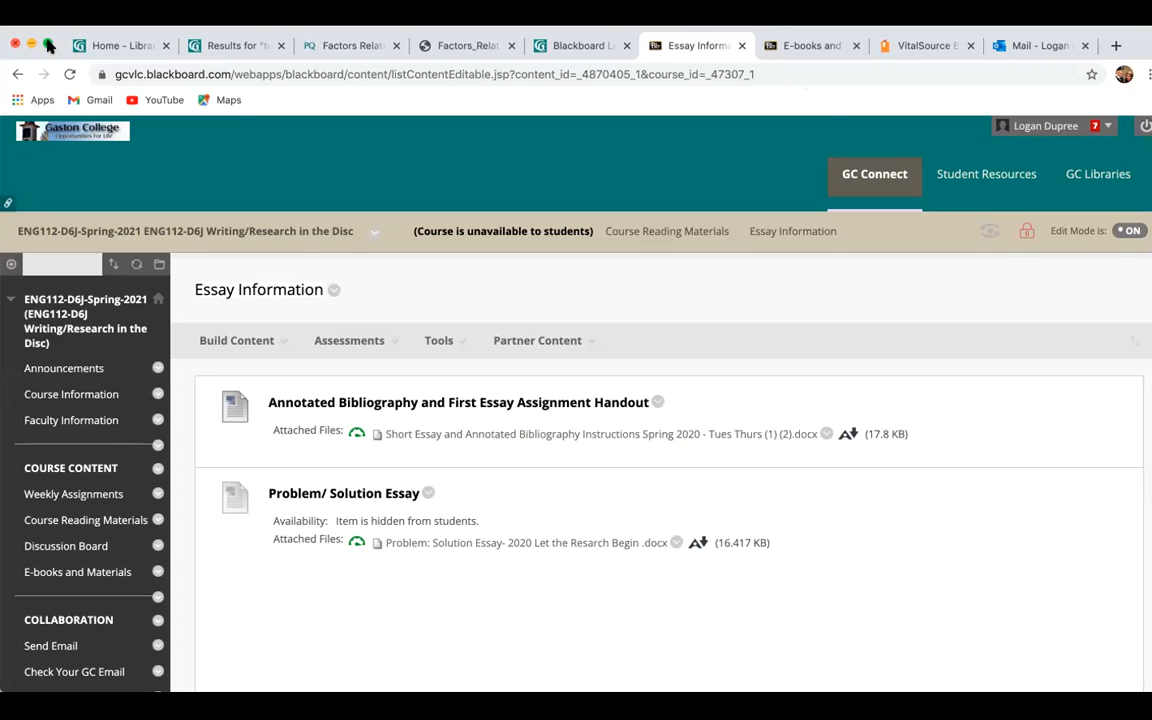 Home - Libra
Results for "t
PQ Factors Relat
Factors_Relat
Blackboard L
Bb Essay Inform
Bb E-books and
VitalSource B
Mail - Logan
gcvlc.blackboard.com/webapps/blackboard/content/listContentEditable.jsp?content_id=_4870405_1&course_id=_47307_1
Apps Gmail YouTube Maps
Gaston College
Opportunities For Life
Logan Dupree 7
GC Connect Student Resources GC Libraries
ENG112-D6J-Spring-2021 ENG112-D6J Writing/Research in the Disc (Course is unavailable to students) Course Reading Materials Essay Information Edit Mode is: ON
ENG112-D6J-Spring-2021
(ENG112-D6J
Writing/Research in the
Disc)
Announcements
Course Information
Faculty Information
COURSE CONTENT
Weekly Assignments
Course Reading Materials
Discussion Board
E-books and Materials
COLLABORATION
Send Email
Check Your GC Email
Essay Information
Build Content Assessments Tools Partner Content
Annotated Bibliography and First Essay Assignment Handout
Attached Files: Short Essay and Annotated Bibliography Instructions Spring 2020 - Tues Thurs (1) (2).docx A (17.8 KB)
Problem/ Solution Essay
Availability: Item is hidden from students.
Attached Files: Problem: Solution Essay- 2020 Let the Resarch Begin .docx A (16.417 KB)